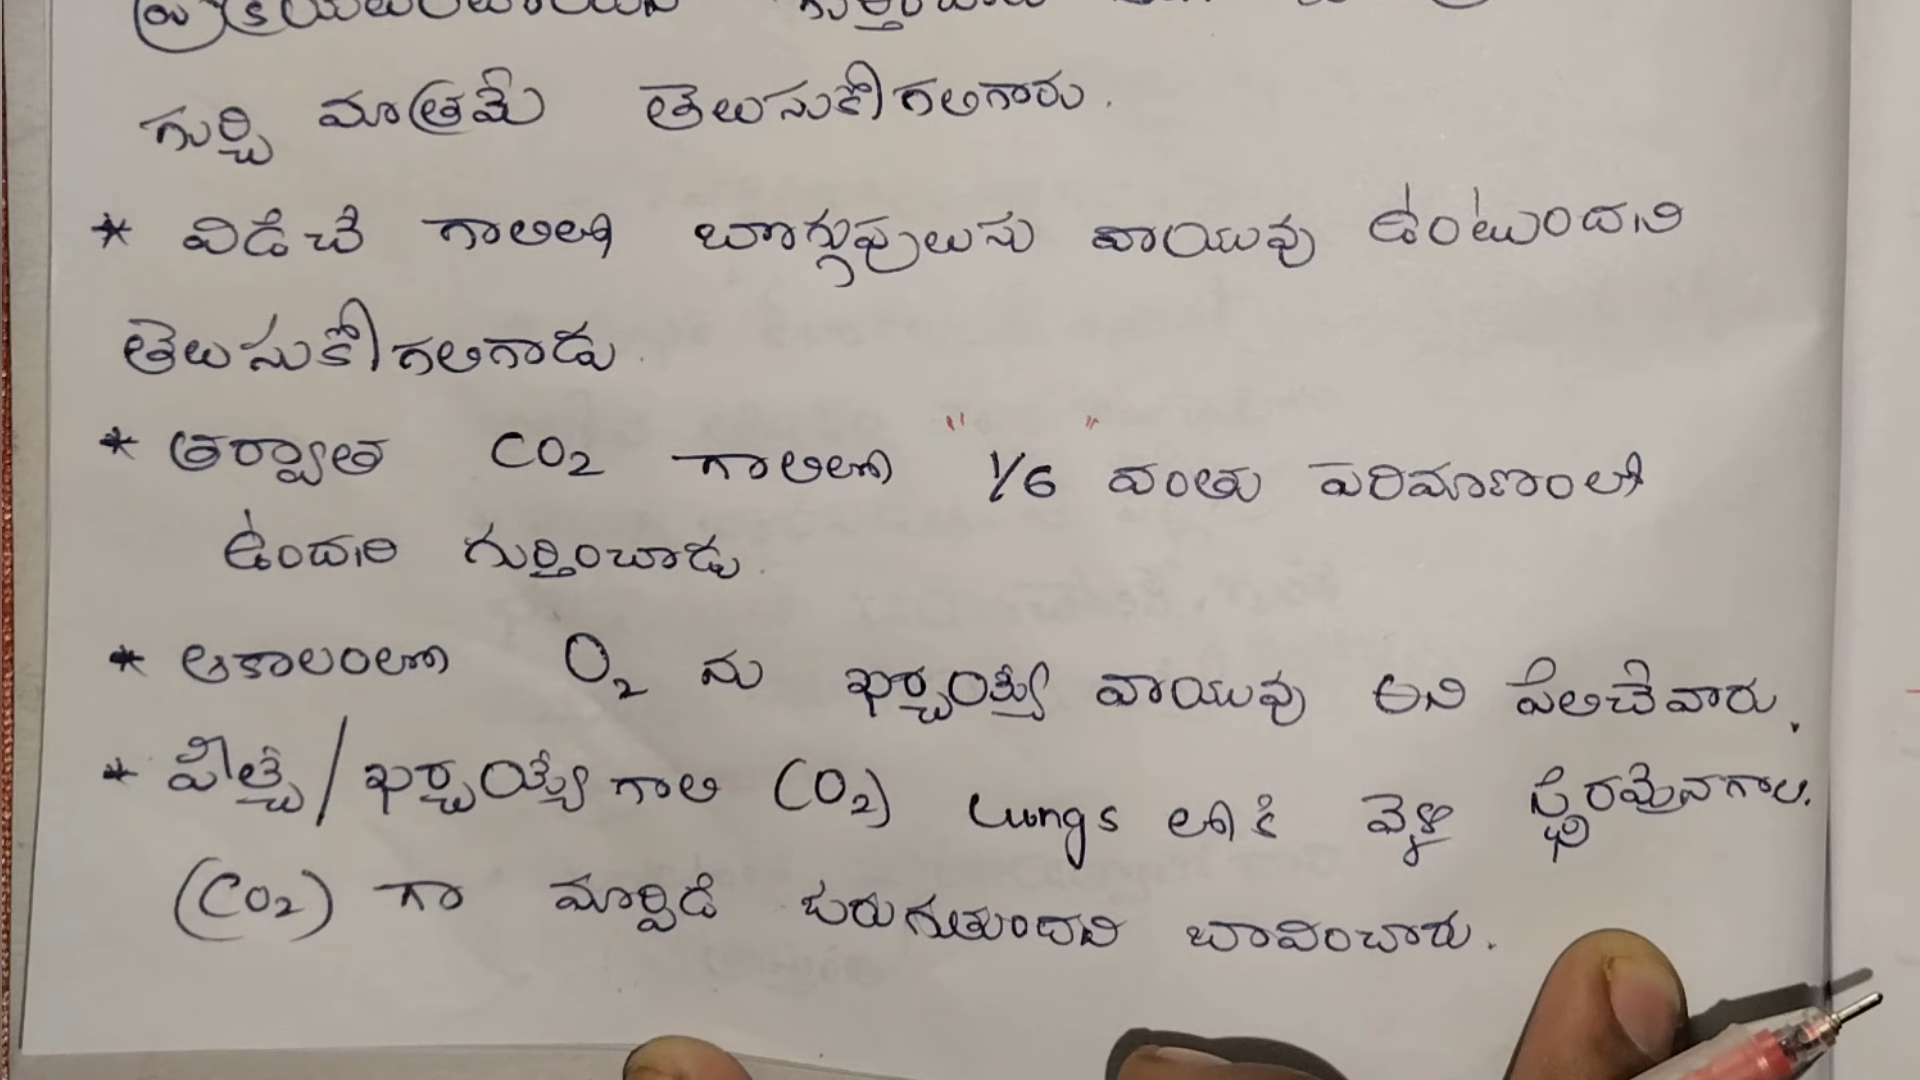 గుర్చి మాత్రమే తెలుసుకోగలిగారు.
* విడిచే గాలిలో బొగ్గుపులుసు వాయువు ఉంటుందని
తెలుసుకోగలిగాడు.
* తర్వాత CO2 గాలిలో "1/6" వంతు పరిమాణంలో
ఉందని గుర్తించాడు.
* ఆకాలంలో O2 ను ఖర్చయ్యే వాయువు అని పిలిచేవారు.
* పీల్చే/ఖర్చయ్యే గాలి (O2) Lungs లోకి వెళ్లి స్థిరమైనగాలి.
(CO2) గా మార్పిడి జరుగుతుందని బావించారు.